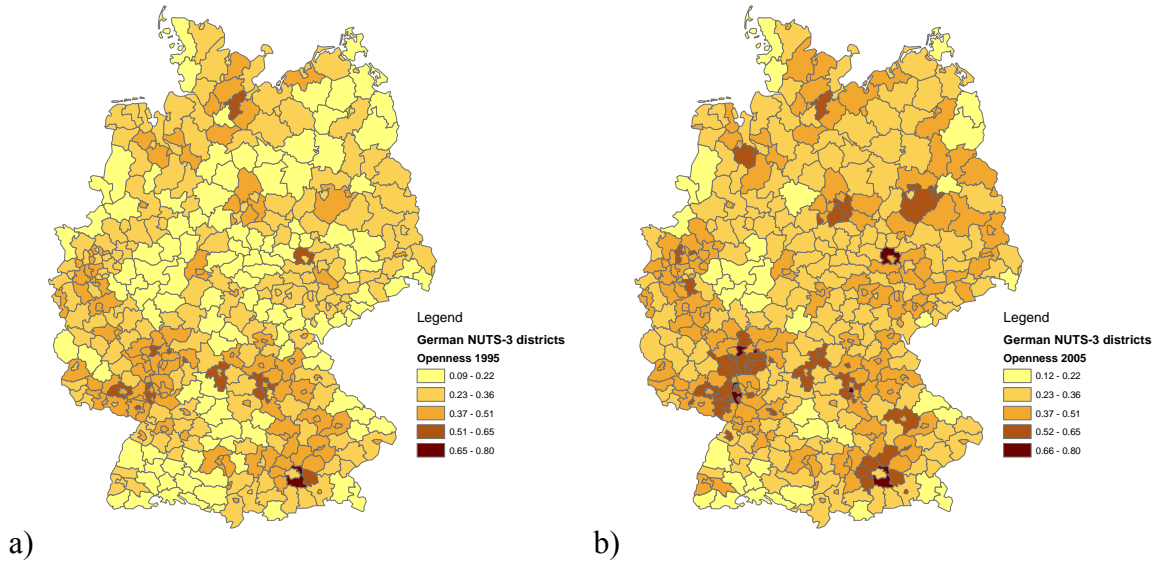 Legend
German NUTS-3 districts
Openness 1995
0.09 - 0.22
0.23 - 0.36
0.37 - 0.51
0.51 - 0.65
0.65 - 0.80
a)
Legend
German NUTS-3 districts
Openness 2005
0.12 - 0.22
0.23 - 0.36
0.37 - 0.51
0.52 - 0.65
0.66 - 0.80
b)